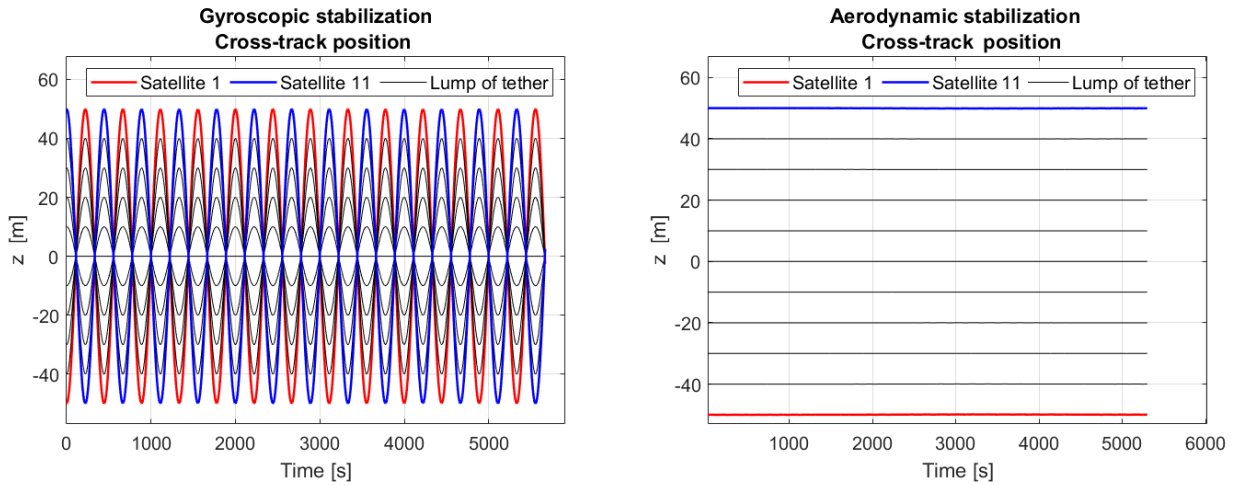 Gyroscopic stabilization
Cross-track position
Satellite 1
Satellite 11
Lump of tether
60
40
20
0
-20
-40
z [m]
0
1000
2000
3000
4000
5000
Time [s]
Aerodynamic stabilization
Cross-track position
Satellite 1
Satellite 11
Lump of tether
60
40
20
0
-20
-40
z [m]
1000
2000
3000
4000
5000
6000
Time [s]